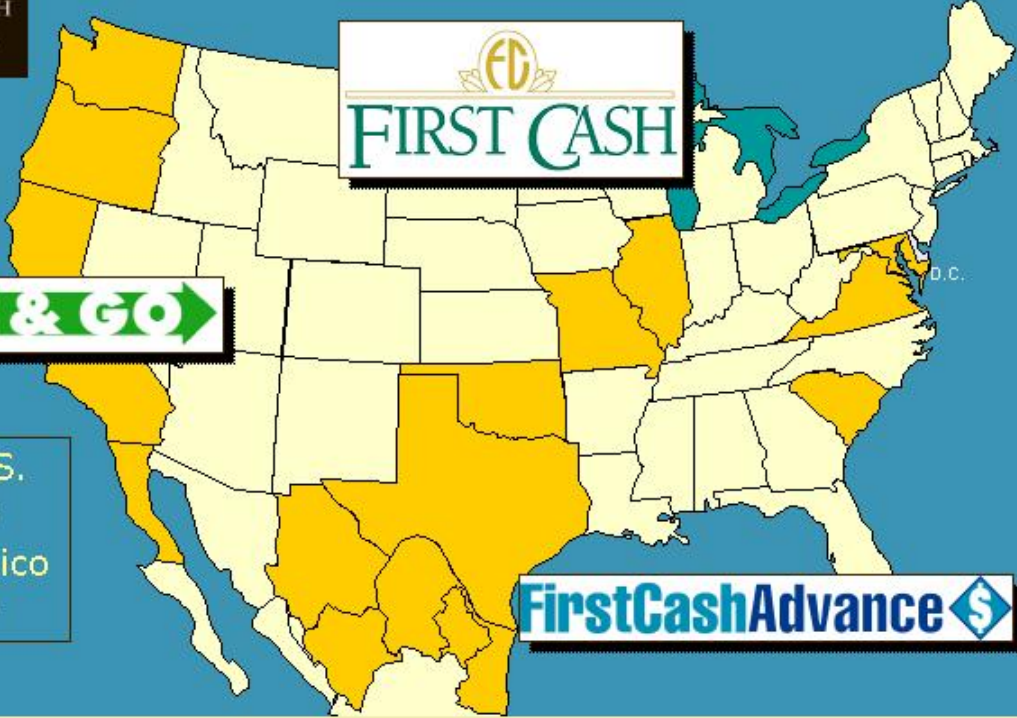 H
FC
FIRST CASH
D.C.
& GO
S.
ico
FirstCashAdvance $